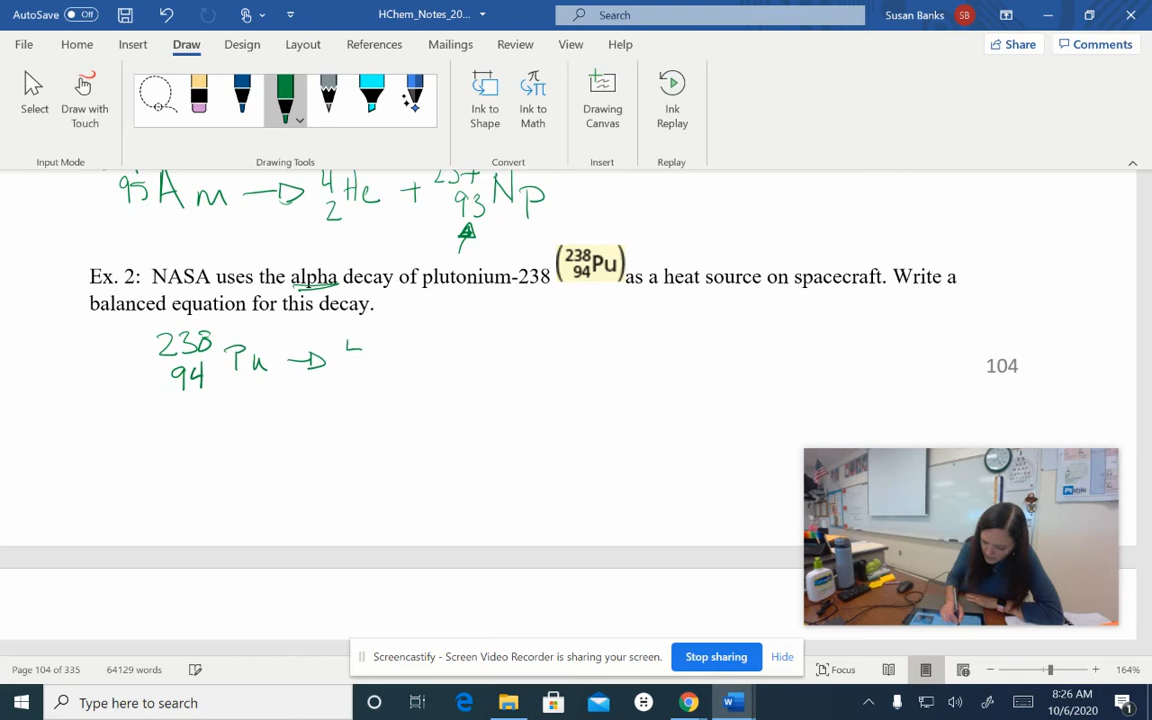 AutoSave Off HChem_Notes_20... Search Susan Banks SB
File Home Insert Draw Design Layout References Mailings Review View Help Share Comments
Select Draw with Touch Ink to Shape Ink to Math Drawing Canvas Ink Replay
Input Mode Drawing Tools Convert Insert Replay
95 Am → 4 2 He + 93 Np
Ex. 2: NASA uses the alpha decay of plutonium-238 (238 94 Pu) as a heat source on spacecraft. Write a
balanced equation for this decay.
238 94 Pu →
104
Screencastify - Screen Video Recorder is sharing your screen. Stop sharing Hide
Page 104 of 335 64129 words Focus 164%
Type here to search 8:26 AM
10/6/2020 1